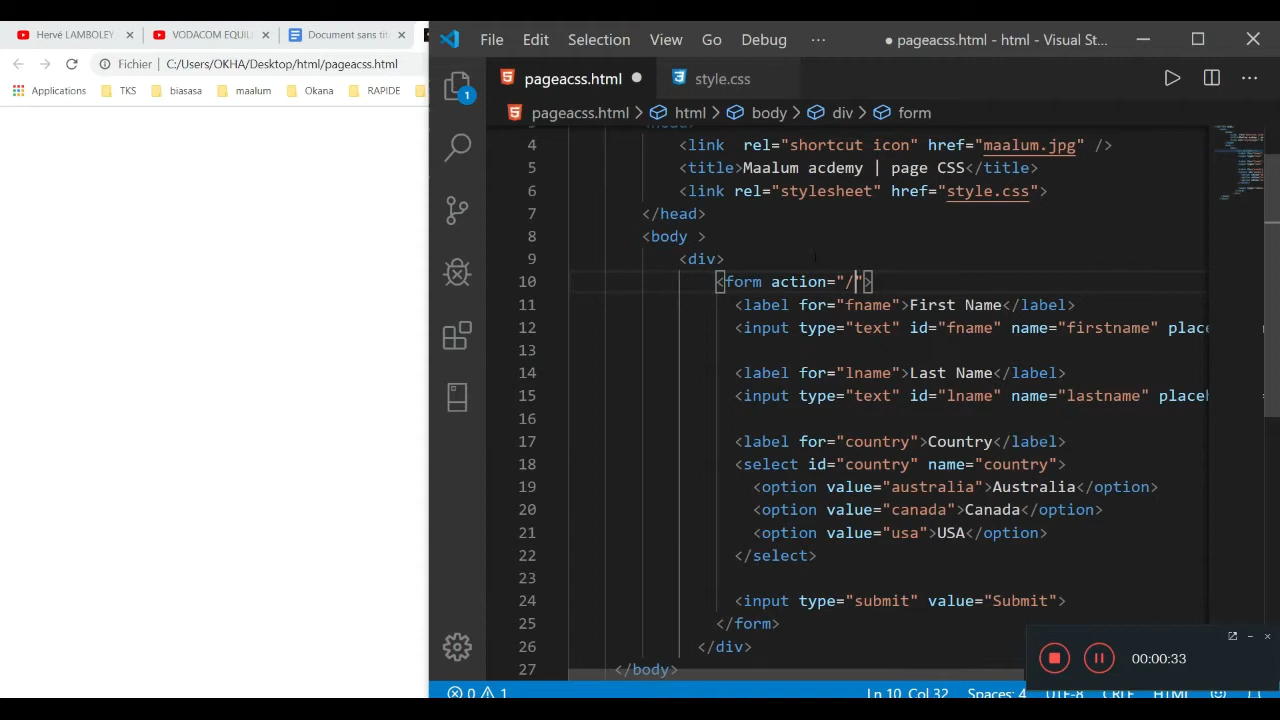 Hervé LAMBOLEY
VODACOM EQUILI
Document sans tit
Fichier | C:/Users/OKHA/Desktop/html/pageacss.html
Applications TKS biasasa maalum Okana RAPIDE
File Edit Selection View Go Debug ··· ● pageacss.html - html - Visual St...
pageacss.html ● style.css ···
1
pageacss.html > html > body > div > form
4 <link rel="shortcut icon" href="maalum.jpg" />
5 <title>Maalum acdemy | page CSS</title>
6 <link rel="stylesheet" href="style.css">
7 </head>
8 <body >
9 <div>
10 <form action="/">
11 <label for="fname">First Name</label>
12 <input type="text" id="fname" name="firstname" place
13
14 <label for="lname">Last Name</label>
15 <input type="text" id="lname" name="lastname" placeh
16
17 <label for="country">Country</label>
18 <select id="country" name="country">
19 <option value="australia">Australia</option>
20 <option value="canada">Canada</option>
21 <option value="usa">USA</option>
22 </select>
23
24 <input type="submit" value="Submit">
25 </form>
26 </div>
27 </body>
00:00:33
0 1 Ln 10, Col 32 Spaces: 4 UTF-8 CRLF HTML